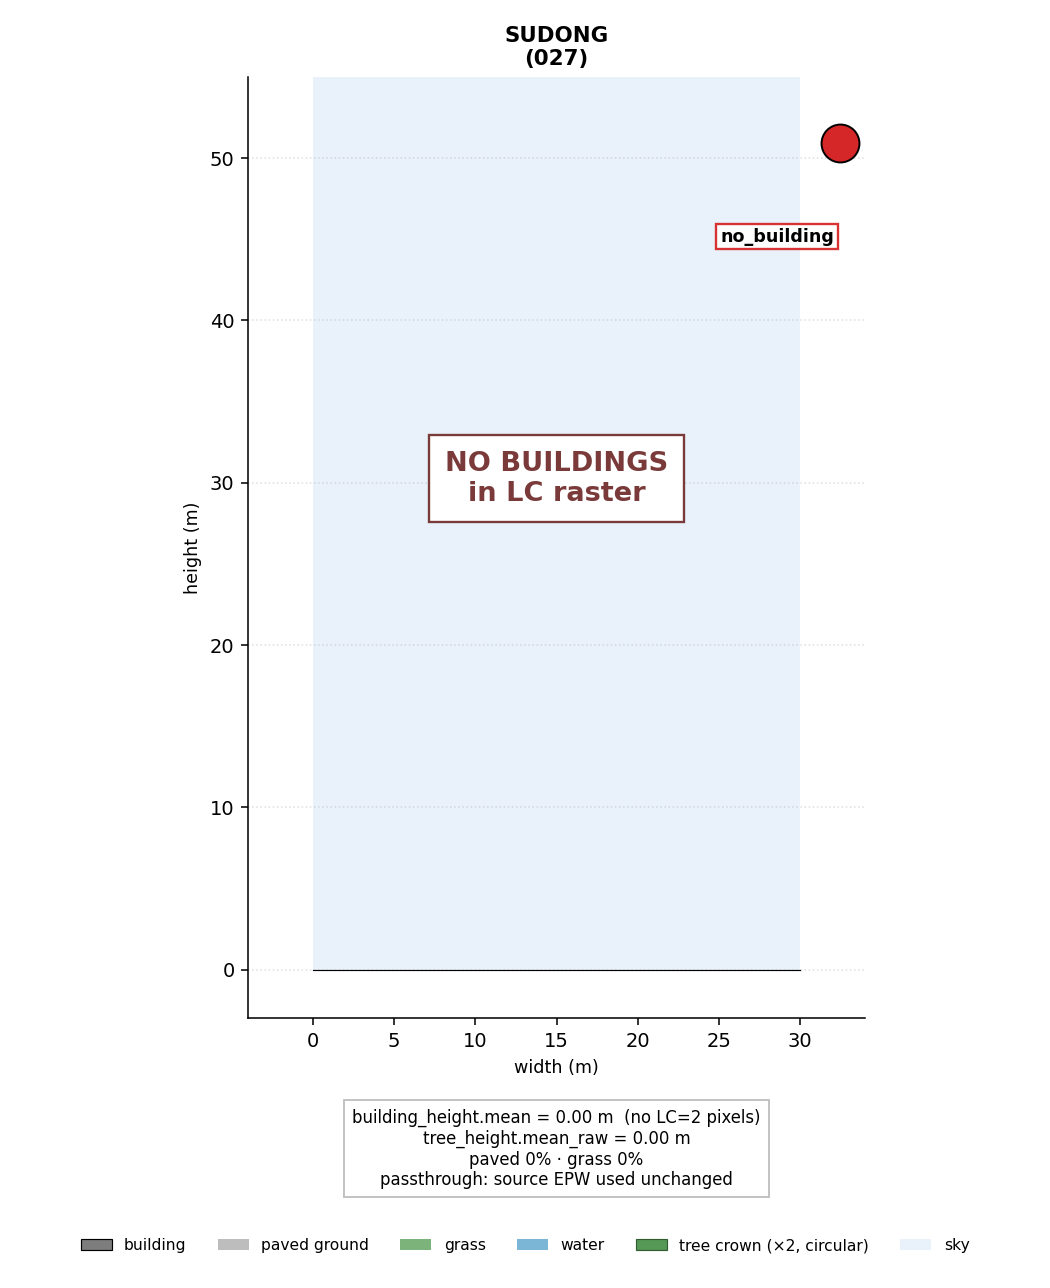 SUDONG
(027)
50
no_building
40
NO BUILDINGS
in LC raster
30
height (m)
20
10
0
0 5 10 15 20 25 30
width (m)
building_height.mean = 0.00 m (no LC=2 pixels)
tree_height.mean_raw = 0.00 m
paved 0% · grass 0%
passthrough: source EPW used unchanged
building paved ground grass water tree crown (×2, circular) sky